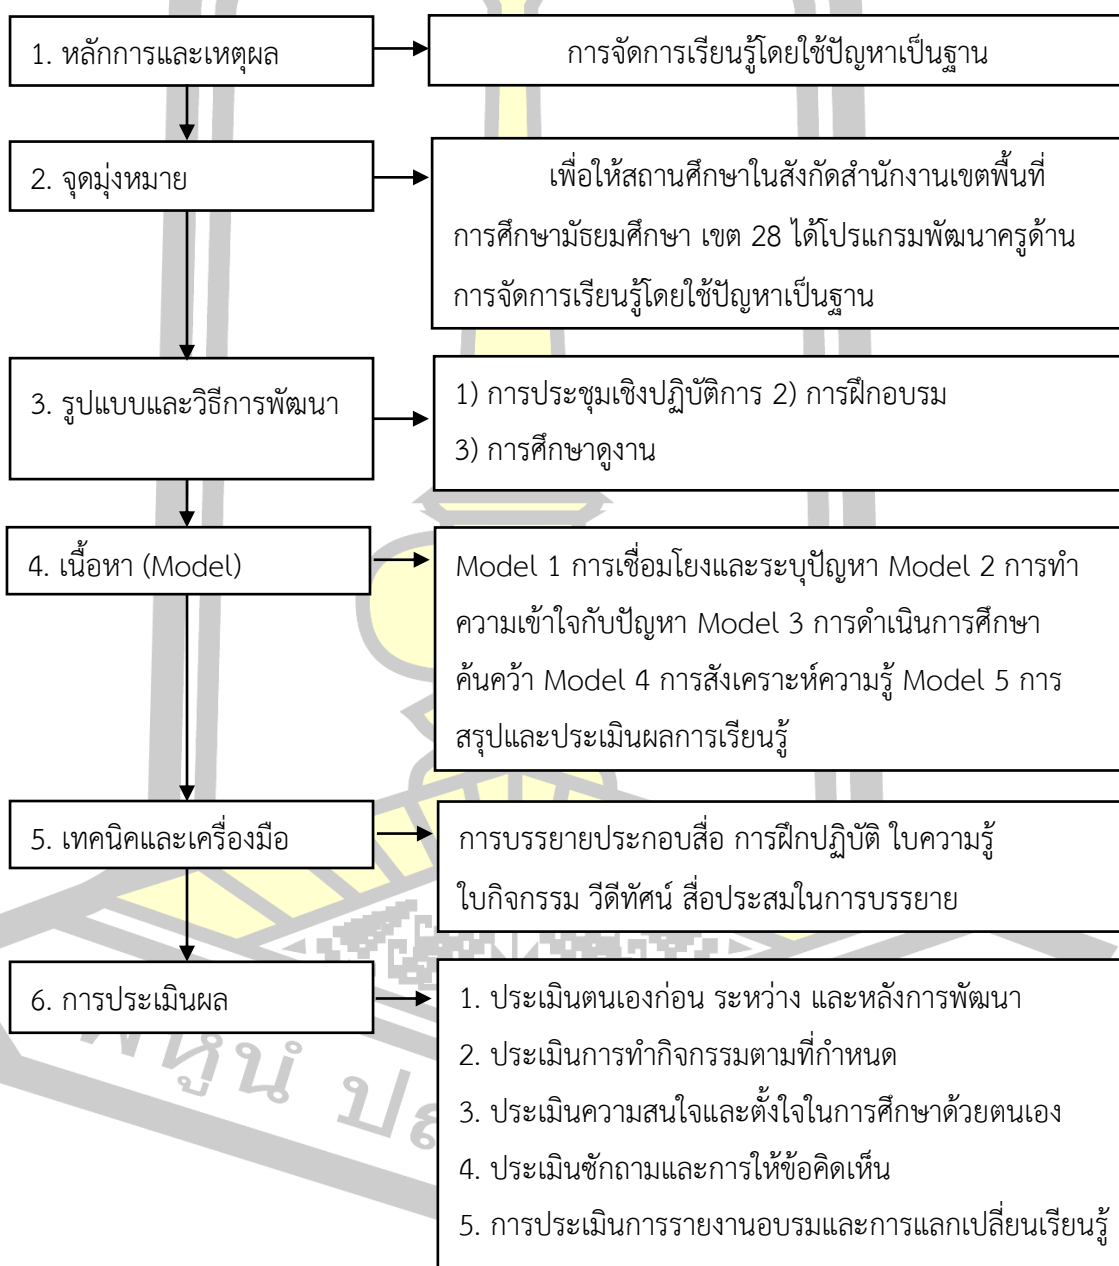 1. หลักการและเหตุผล
การจัดการเรียนรู้โดยใช้ปัญหาเป็นฐาน
2. จุดมุ่งหมาย
เพื่อให้สถานศึกษาในสังกัดสำนักงานเขตพื้นที่
การศึกษามัธยมศึกษา เขต 28 ได้โปรแกรมพัฒนาครูด้าน
การจัดการเรียนรู้โดยใช้ปัญหาเป็นฐาน
3. รูปแบบและวิธีการพัฒนา
1) การประชุมเชิงปฏิบัติการ 2) การฝึกอบรม
3) การศึกษาดูงาน
4. เนื้อหา (Model)
Model 1 การเชื่อมโยงและระบุปัญหา Model 2 การทำ
ความเข้าใจกับปัญหา Model 3 การดำเนินการศึกษา
ค้นคว้า Model 4 การสังเคราะห์ความรู้ Model 5 การ
สรุปและประเมินผลการเรียนรู้
5. เทคนิคและเครื่องมือ
การบรรยายประกอบสื่อ การฝึกปฏิบัติ ใบความรู้
ใบกิจกรรม วีดีทัศน์ สื่อประสมในการบรรยาย
6. การประเมินผล
1. ประเมินตนเองก่อน ระหว่าง และหลังการพัฒนา
2. ประเมินการทำกิจกรรมตามที่กำหนด
3. ประเมินความสนใจและตั้งใจในการศึกษาด้วยตนเอง
4. ประเมินซักถามและการให้ข้อคิดเห็น
5. การประเมินการรายงานอบรมและการแลกเปลี่ยนเรียนรู้